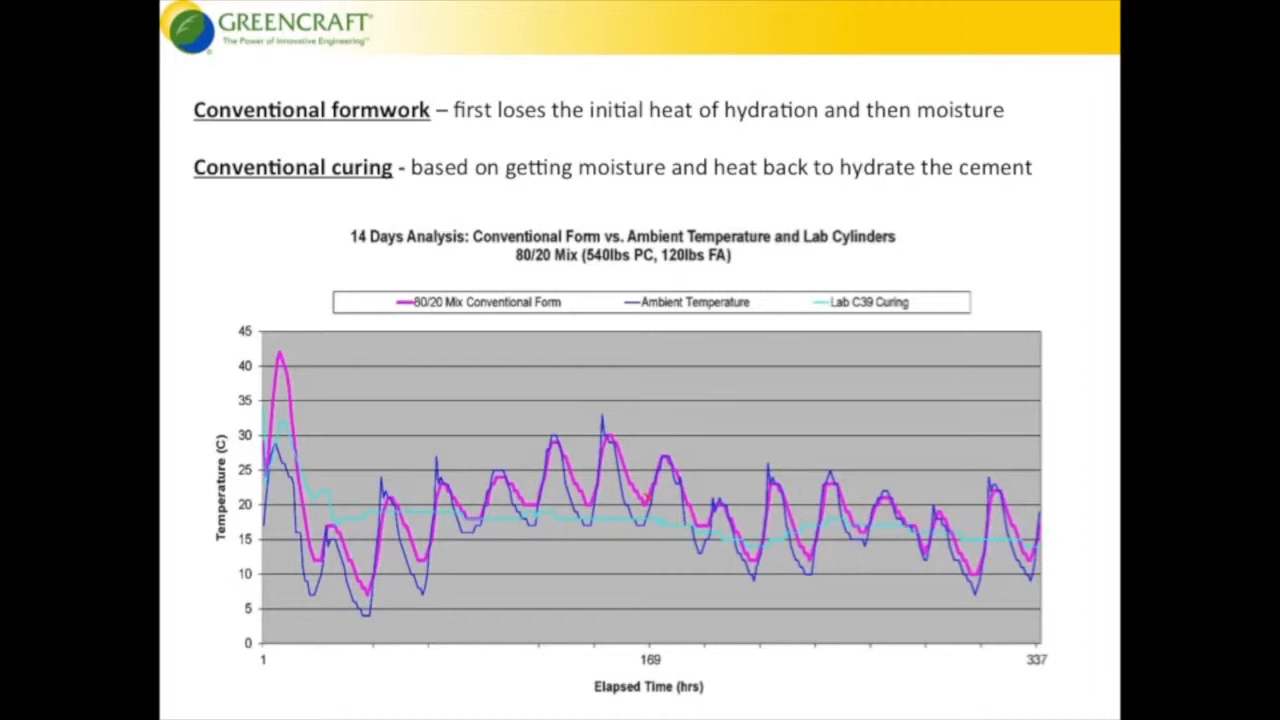 GREENCRAFT
The Power of Innovative Engineering™
Conventional formwork – first loses the initial heat of hydration and then moisture
Conventional curing - based on getting moisture and heat back to hydrate the cement
14 Days Analysis: Conventional Form vs. Ambient Temperature and Lab Cylinders
80/20 Mix (540lbs PC, 120lbs FA)
80/20 Mix Conventional Form
Ambient Temperature
Lab C39 Curing
Temperature (C)
45
40
35
30
25
20
15
10
5
0
1
169
337
Elapsed Time (hrs)